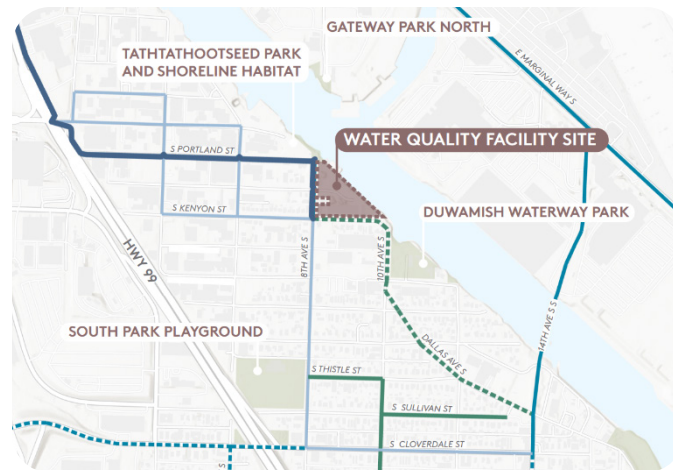 GATEWAY PARK NORTH
E MARGINAL WAY S
TATHTATHOOTSEED PARK
AND SHORELINE HABITAT
WATER QUALITY FACILITY SITE
S PORTLAND ST
S KENYON ST
DUWAMISH WATERWAY PARK
HWY 99
8TH AVE S
10TH AVE S
14TH AVE S S
SOUTH PARK PLAYGROUND
DALLAS AVE S
S THISTLE ST
S SULLIVAN ST
S CLOVERDALE ST
S